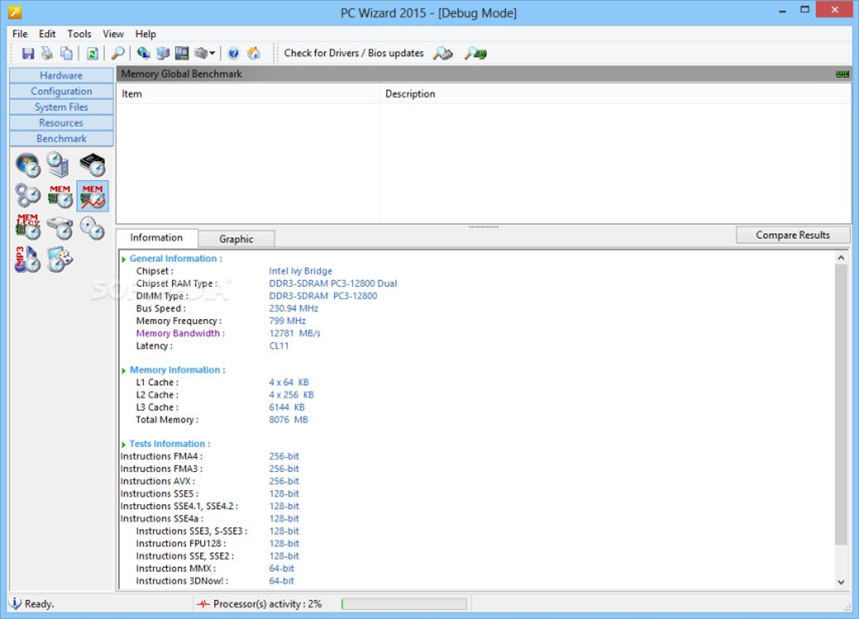 PC Wizard 2015 - [Debug Mode]
File Edit Tools View Help
Check for Drivers / Bios updates
Hardware
Configuration
System Files
Resources
Benchmark
MEM
MEM
MEM
MP3
Memory Global Benchmark
Item Description
Information Graphic Compare Results
General Information :
Chipset : Intel Ivy Bridge
Chipset RAM Type : DDR3-SDRAM PC3-12800 Dual
DIMM Type : DDR3-SDRAM PC3-12800
Bus Speed : 230.94 MHz
Memory Frequency : 799 MHz
Memory Bandwidth : 12781 MB/s
Latency : CL11
Memory Information :
L1 Cache : 4 x 64 KB
L2 Cache : 4 x 256 KB
L3 Cache : 6144 KB
Total Memory : 8076 MB
Tests Information :
Instructions FMA4 : 256-bit
Instructions FMA3 : 256-bit
Instructions AVX : 256-bit
Instructions SSE5 : 128-bit
Instructions SSE4.1, SSE4.2 : 128-bit
Instructions SSE4a : 128-bit
Instructions SSE3, S-SSE3 : 128-bit
Instructions FPU128 : 128-bit
Instructions SSE, SSE2 : 128-bit
Instructions MMX : 64-bit
Instructions 3DNow! : 64-bit
Ready. Processor(s) activity : 2%